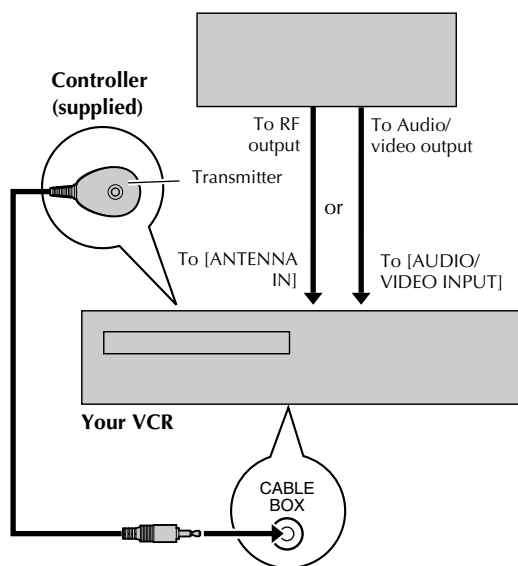 Controller
(supplied)
To RF
output
To Audio/
video output
Transmitter
or
To [ANTENNA
IN]
To [AUDIO/
VIDEO INPUT]
Your VCR
CABLE
BOX